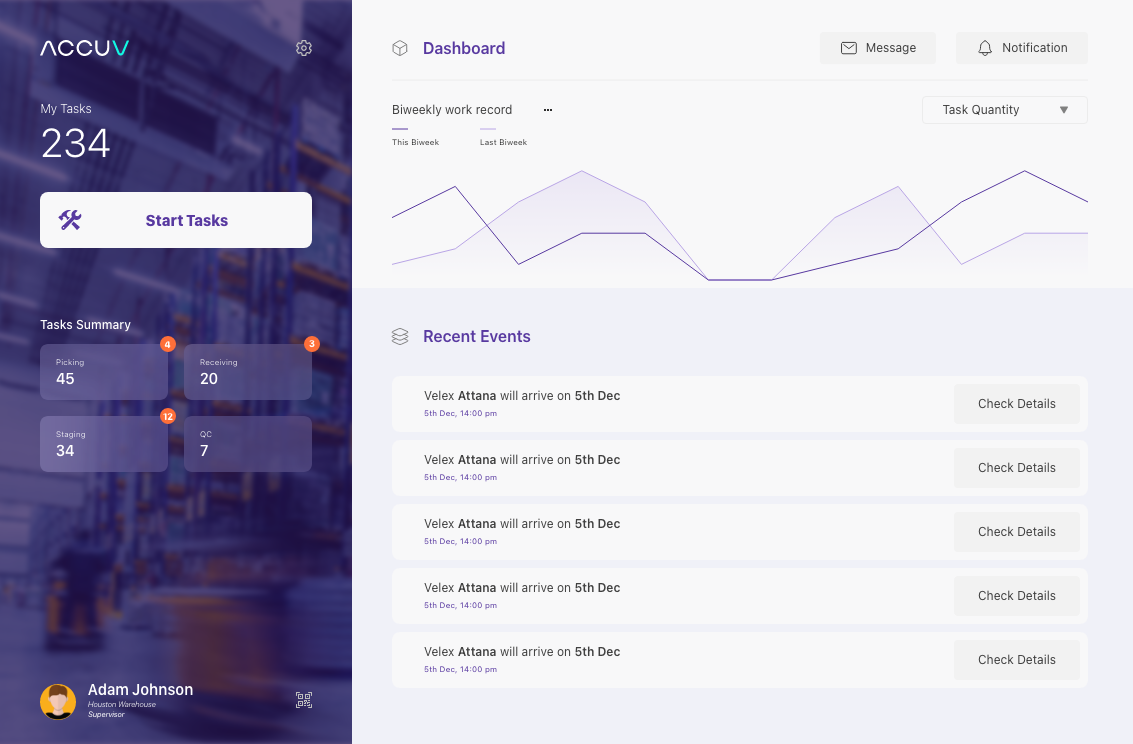 ACCUV
My Tasks
234
Start Tasks
Tasks Summary
4
3
Picking
45
Receiving
20
12
Staging
34
QC
7
Adam Johnson
Houston Warehouse
Supervisor
Dashboard
Message
Notification
Biweekly work record
...
Task Quantity
This Biweek
Last Biweek
Recent Events
Velex Attana will arrive on 5th Dec
5th Dec, 14:00 pm
Check Details
Velex Attana will arrive on 5th Dec
5th Dec, 14:00 pm
Check Details
Velex Attana will arrive on 5th Dec
5th Dec, 14:00 pm
Check Details
Velex Attana will arrive on 5th Dec
5th Dec, 14:00 pm
Check Details
Velex Attana will arrive on 5th Dec
5th Dec, 14:00 pm
Check Details